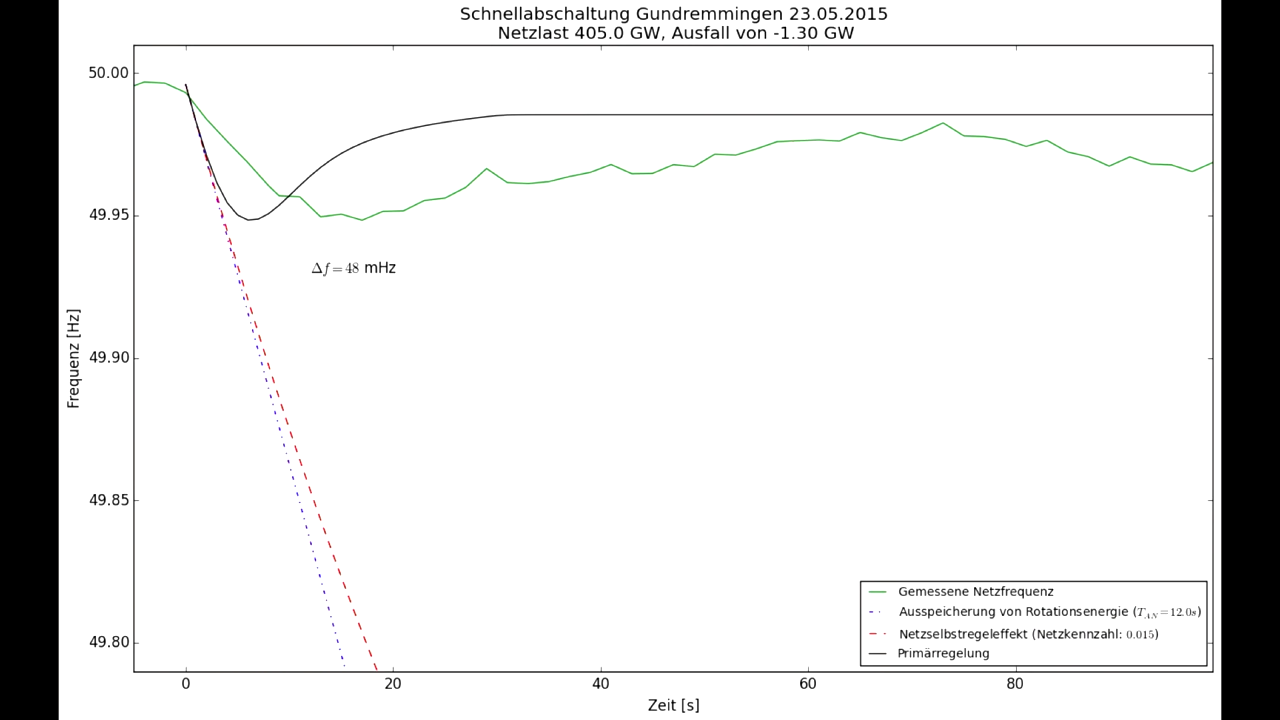 Schnellabschaltung Gundremmingen 23.05.2015
Netzlast 405.0 GW, Ausfall von -1.30 GW
50.00
49.95
49.90
49.85
49.80
Frequenz [Hz]
Δf = 48 mHz
Gemessene Netzfrequenz
Ausspeicherung von Rotationsenergie (T_AN = 12.0s)
Netzselbstregeleffekt (Netzkennzahl: 0.015)
Primärregelung
0 20 40 60 80
Zeit [s]